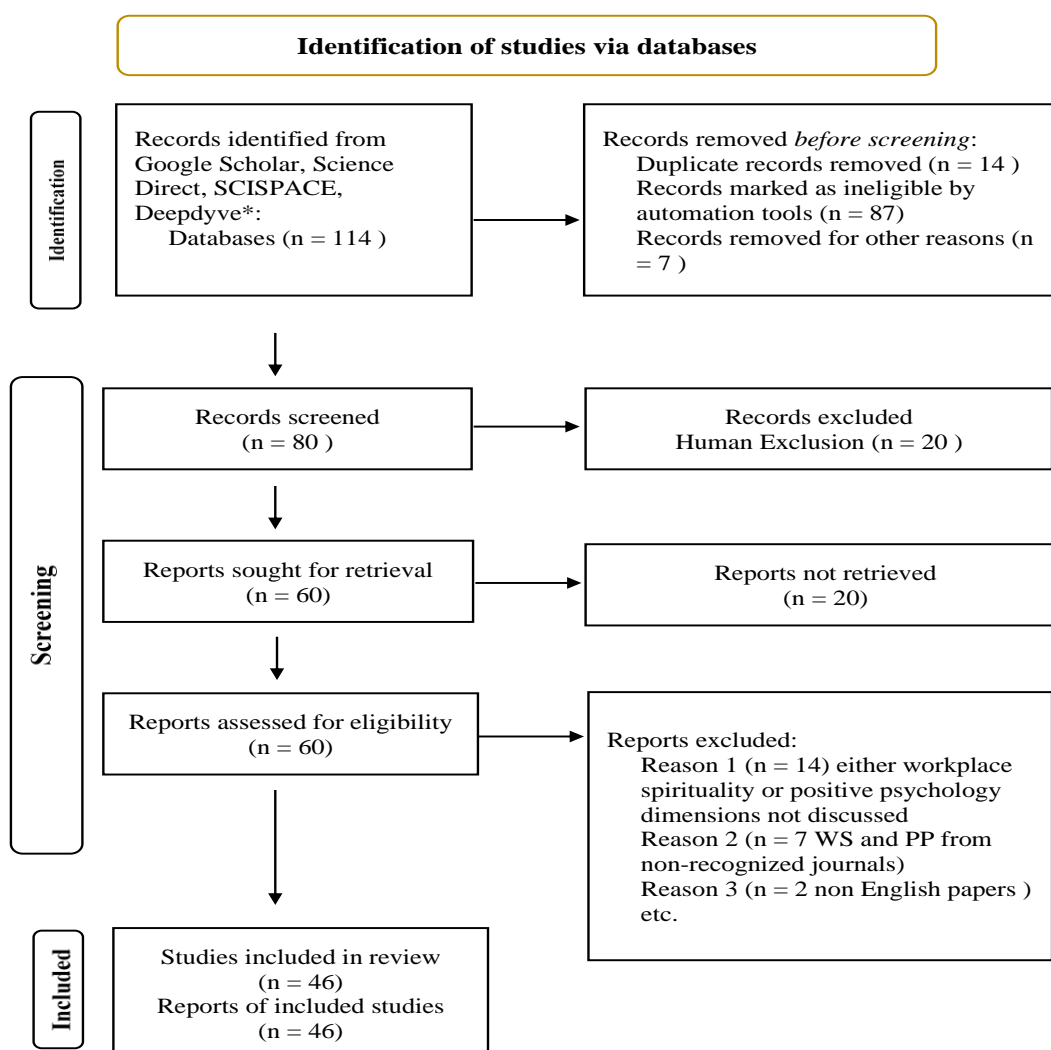 Identification of studies via databases
Identification
Records identified from
Google Scholar, Science
Direct, SCISPACE,
Deepdyve*:
Databases (n = 114 )
Records removed before screening:
Duplicate records removed (n = 14 )
Records marked as ineligible by
automation tools (n = 87)
Records removed for other reasons (n
= 7 )
Screening
Records screened
(n = 80 )
Records excluded
Human Exclusion (n = 20 )
Reports sought for retrieval
(n = 60)
Reports not retrieved
(n = 20)
Reports assessed for eligibility
(n = 60)
Reports excluded:
Reason 1 (n = 14) either workplace
spirituality or positive psychology
dimensions not discussed
Reason 2 (n = 7 WS and PP from
non-recognized journals)
Reason 3 (n = 2 non English papers )
etc.
Included
Studies included in review
(n = 46)
Reports of included studies
(n = 46)